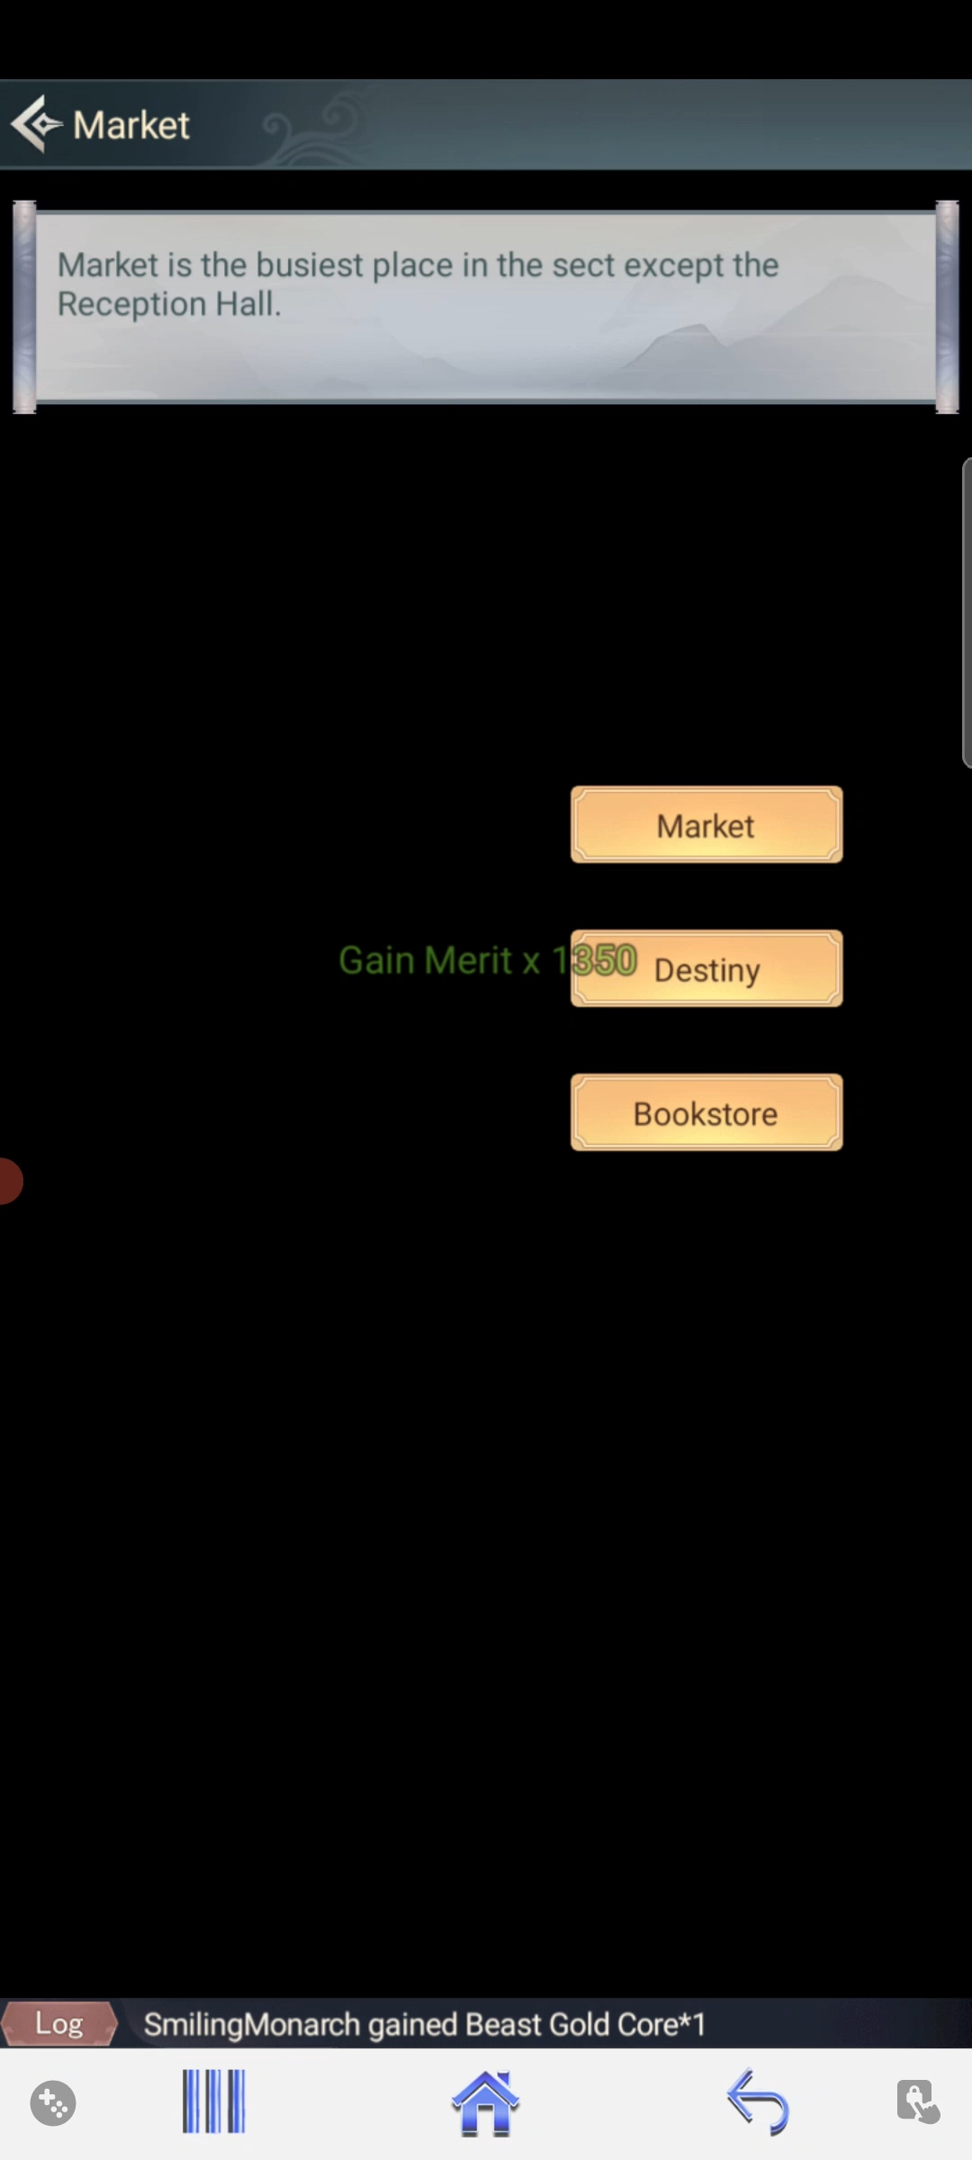 Market
Market is the busiest place in the sect except the
Reception Hall.
Market
Gain Merit x 1350
Destiny
Bookstore
Log
SmilingMonarch gained Beast Gold Core*1